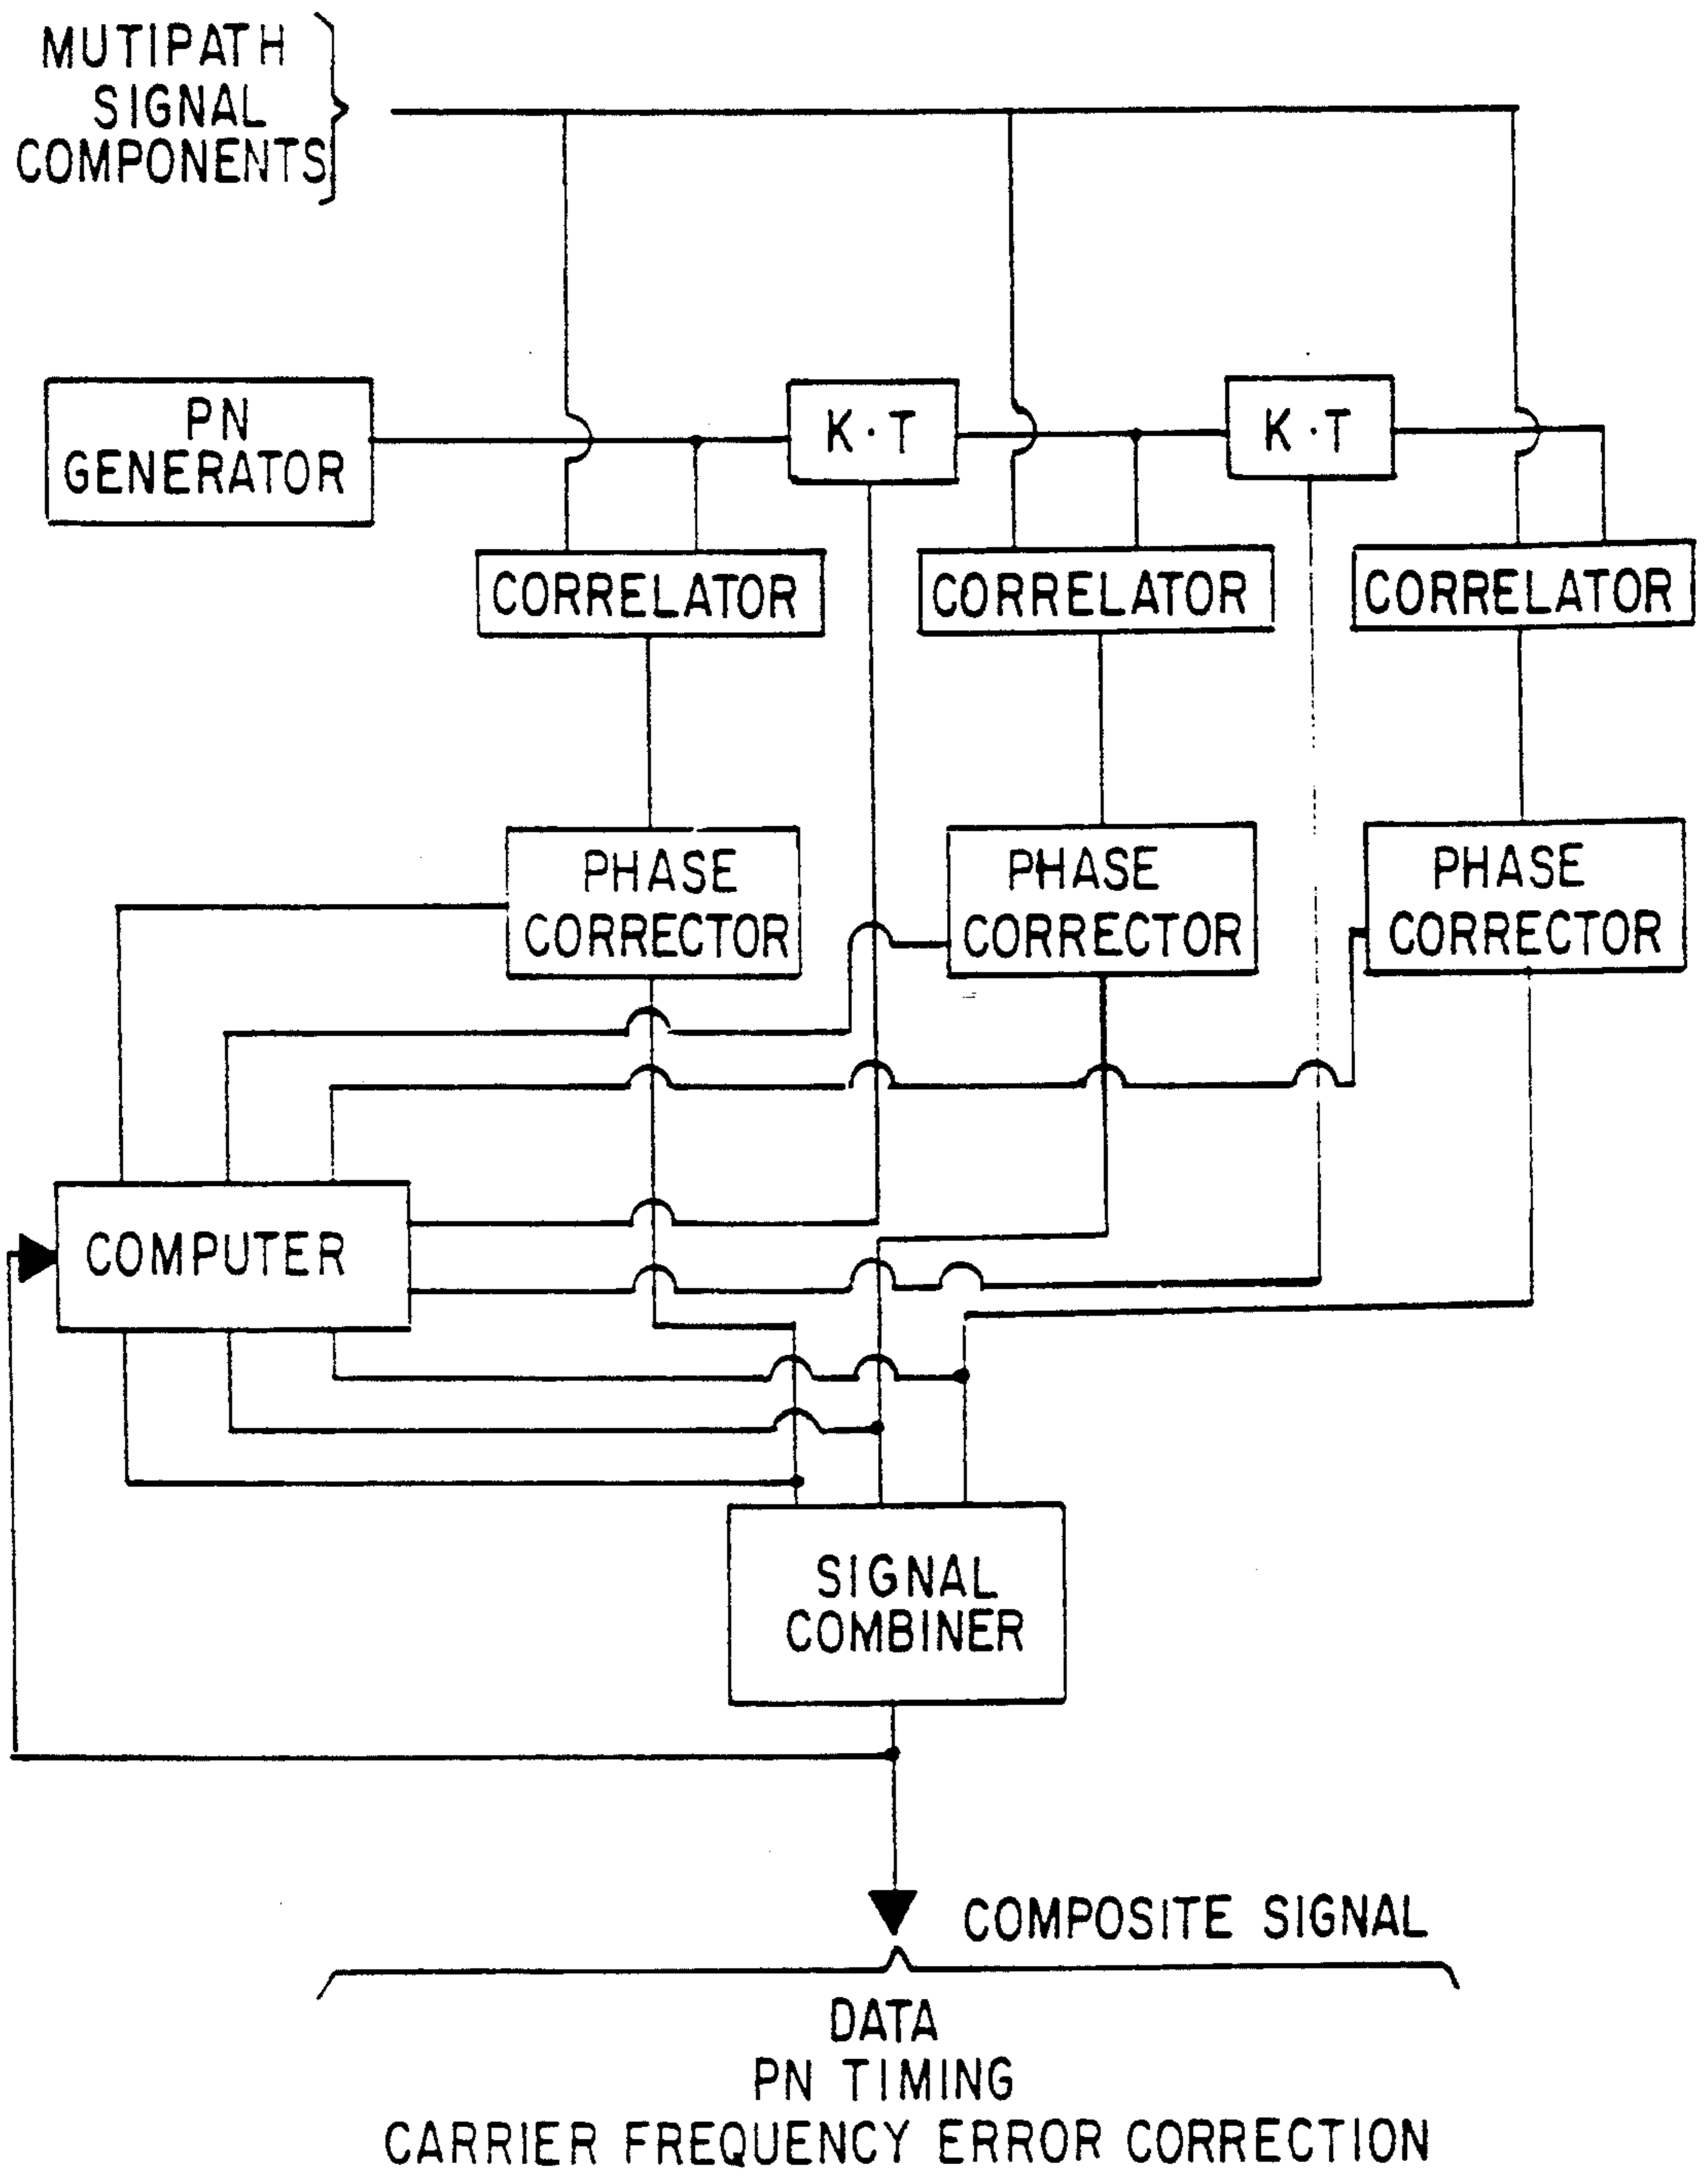 MUTIPATH
SIGNAL
COMPONENTS
PN
GENERATOR
K·T
K·T
CORRELATOR
CORRELATOR
CORRELATOR
PHASE
CORRECTOR
PHASE
CORRECTOR
PHASE
CORRECTOR
COMPUTER
SIGNAL
COMBINER
COMPOSITE SIGNAL
DATA
PN TIMING
CARRIER FREQUENCY ERROR CORRECTION